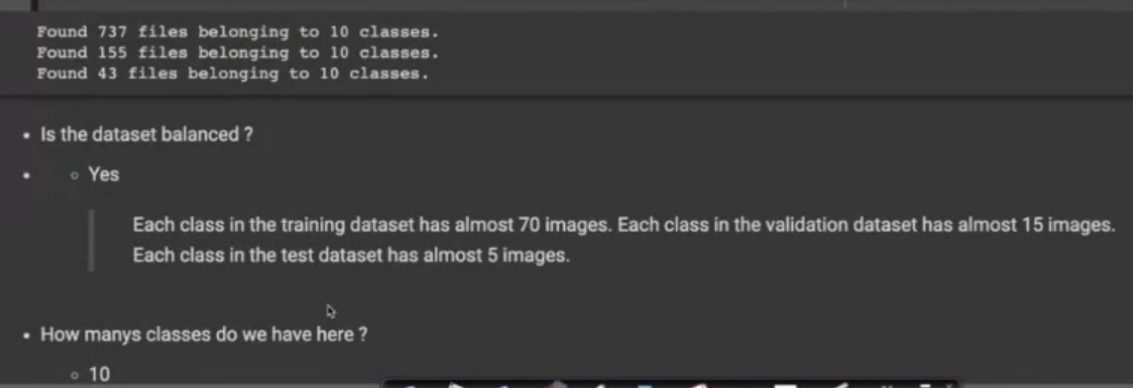 Found 737 files belonging to 10 classes.
Found 155 files belonging to 10 classes.
Found 43 files belonging to 10 classes.
• Is the dataset balanced ?
• ◦ Yes
Each class in the training dataset has almost 70 images. Each class in the validation dataset has almost 15 images.
Each class in the test dataset has almost 5 images.
• How manys classes do we have here ?
◦ 10